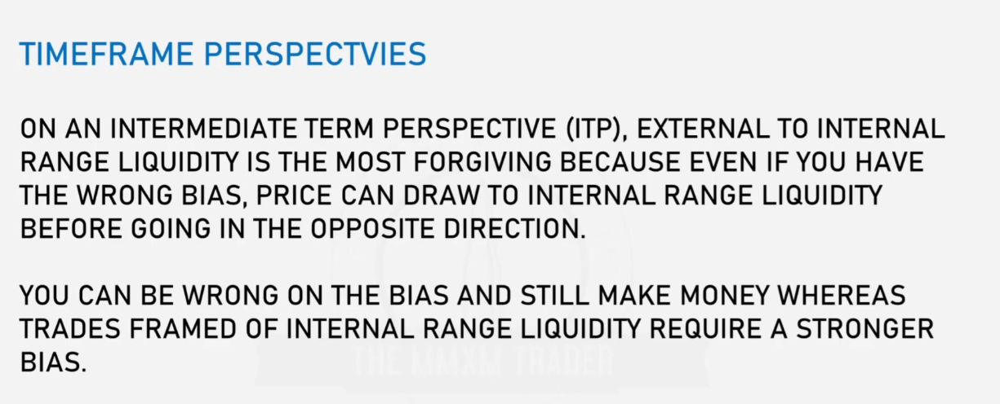 TIMEFRAME PERSPECTVIES
ON AN INTERMEDIATE TERM PERSPECTIVE (ITP), EXTERNAL TO INTERNAL
RANGE LIQUIDITY IS THE MOST FORGIVING BECAUSE EVEN IF YOU HAVE
THE WRONG BIAS, PRICE CAN DRAW TO INTERNAL RANGE LIQUIDITY
BEFORE GOING IN THE OPPOSITE DIRECTION.
YOU CAN BE WRONG ON THE BIAS AND STILL MAKE MONEY WHEREAS
TRADES FRAMED OF INTERNAL RANGE LIQUIDITY REQUIRE A STRONGER
BIAS.
THE MMXM TRADER